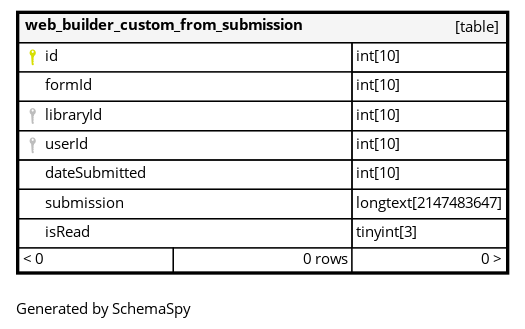 web_builder_custom_from_submission [table]
id int[10]
formId int[10]
libraryId int[10]
userId int[10]
dateSubmitted int[10]
submission longtext[2147483647]
isRead tinyint[3]
< 0 0 rows 0 >
Generated by SchemaSpy